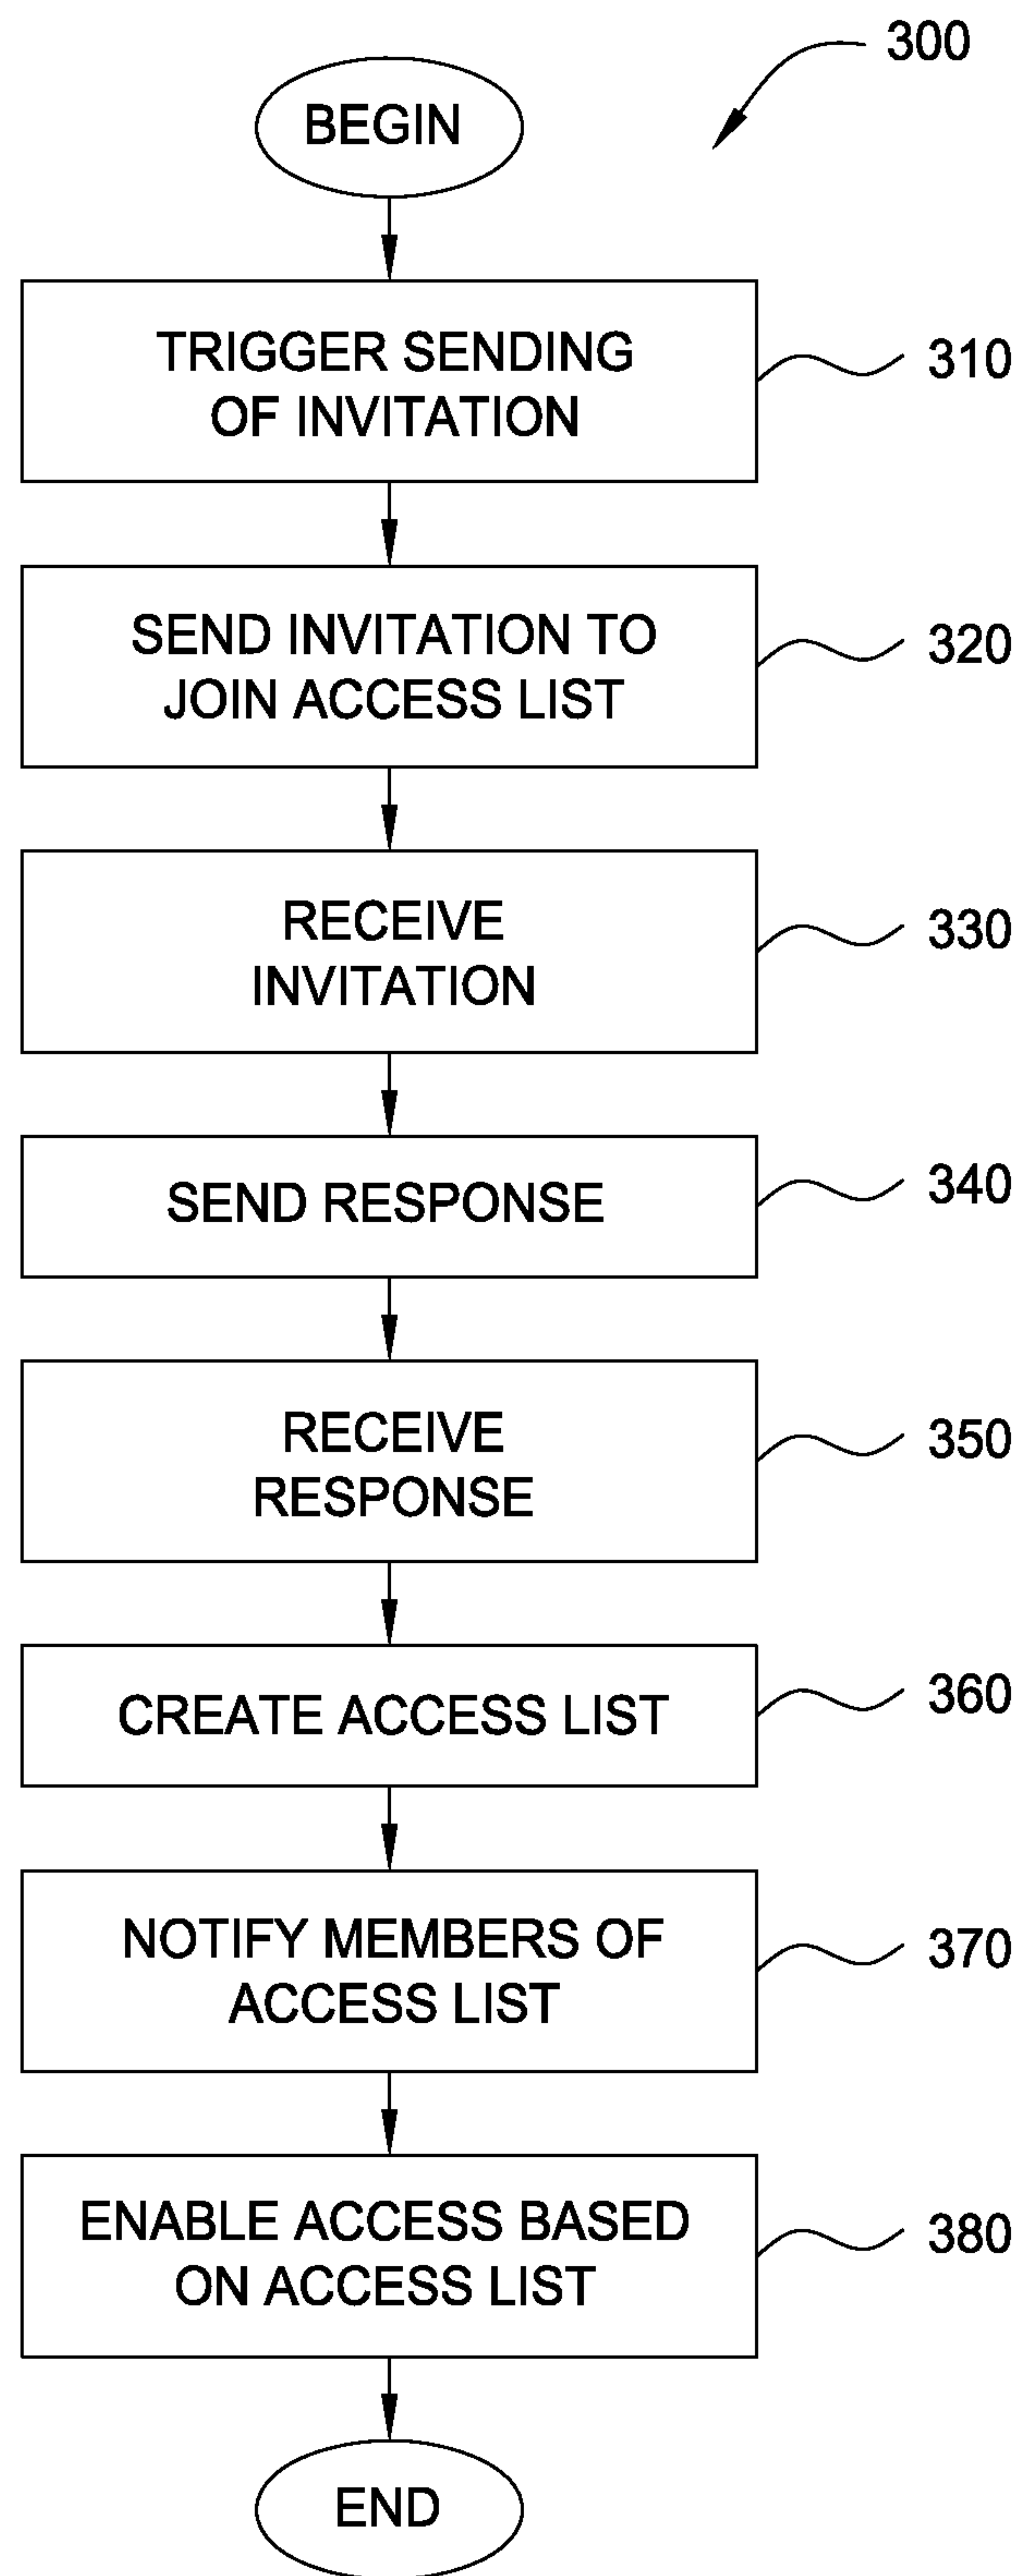 300
BEGIN
TRIGGER SENDING
OF INVITATION
310
SEND INVITATION TO
JOIN ACCESS LIST
320
RECEIVE
INVITATION
330
SEND RESPONSE
340
RECEIVE
RESPONSE
350
CREATE ACCESS LIST
360
NOTIFY MEMBERS OF
ACCESS LIST
370
ENABLE ACCESS BASED
ON ACCESS LIST
380
END